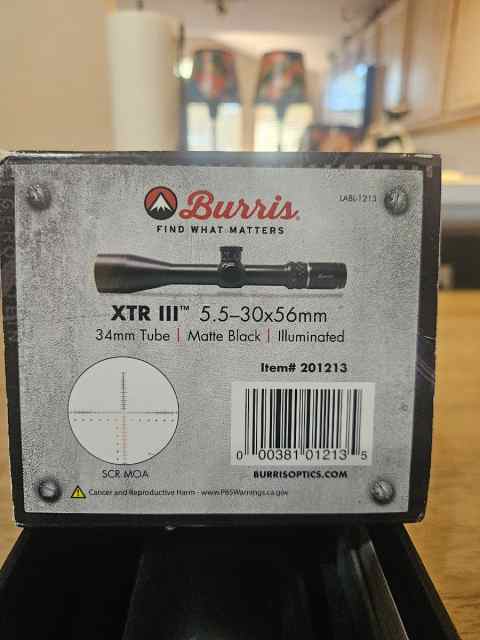 LABL-1213
Burris®
FIND WHAT MATTERS
XTR III™ 5.5–30x56mm
34mm Tube | Matte Black | Illuminated
Item# 201213
0 00381 01213 5
SCR MOA
BURRISOPTICS.COM
Cancer and Reproductive Harm - www.P65Warnings.ca.gov